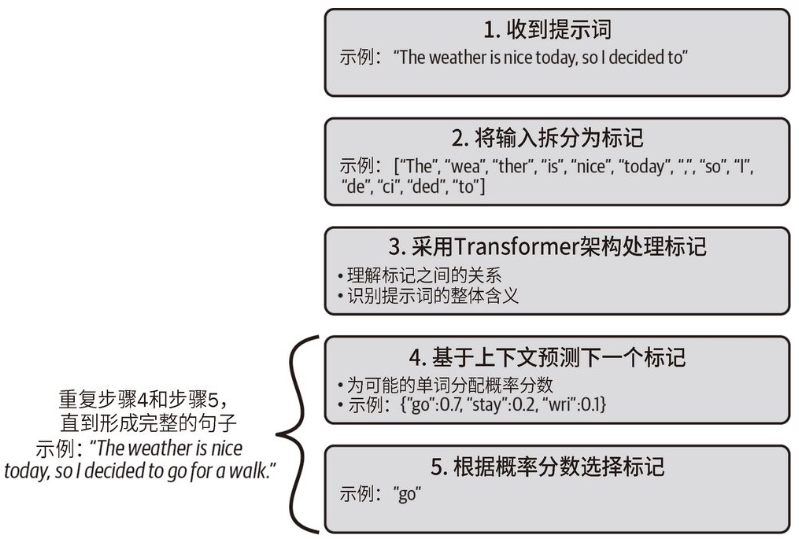 1. 收到提示词
示例： “The weather is nice today, so I decided to”
2. 将输入拆分为标记
示例： [“The”, “wea”, “ther”, “is”, “nice”, “today”, “,”, “so”, “I”,
“de”, “ci”, “ded”, “to”]
3. 采用Transformer架构处理标记
• 理解标记之间的关系
• 识别提示词的整体含义
4. 基于上下文预测下一个标记
• 为可能的单词分配概率分数
• 示例：{“go”:0.7, “stay”:0.2, “wri”:0.1}
5. 根据概率分数选择标记
示例： “go”
重复步骤4和步骤5，
直到形成完整的句子
示例：“The weather is nice
today, so I decided to go for a walk.”